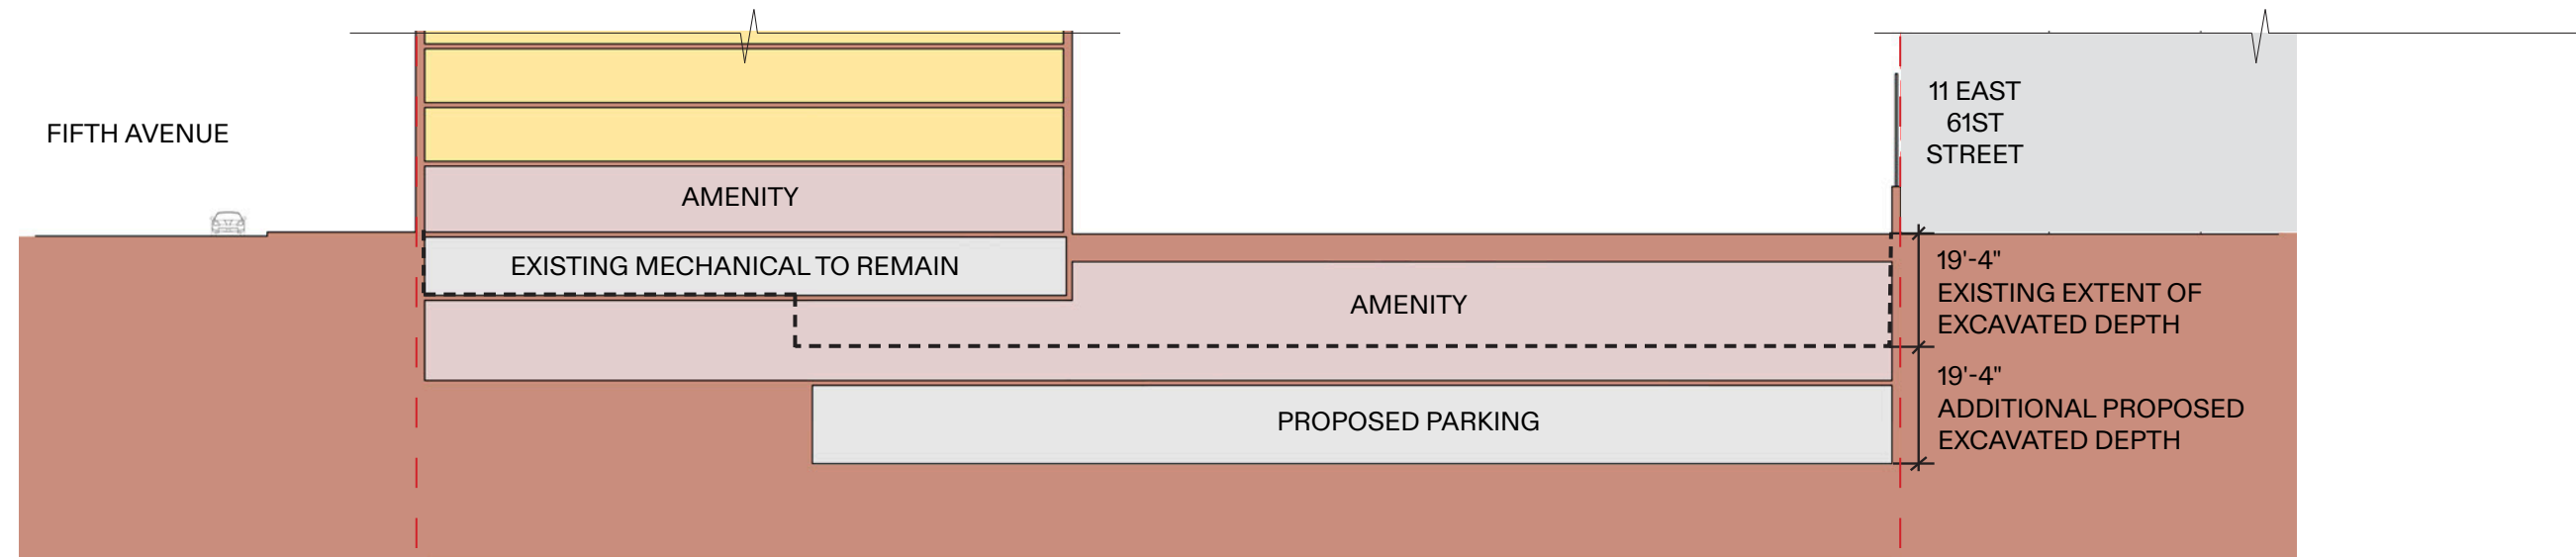 FIFTH AVENUE
AMENITY
EXISTING MECHANICAL TO REMAIN
AMENITY
PROPOSED PARKING
11 EAST
61ST
STREET
19'-4"
EXISTING EXTENT OF
EXCAVATED DEPTH
19'-4"
ADDITIONAL PROPOSED
EXCAVATED DEPTH